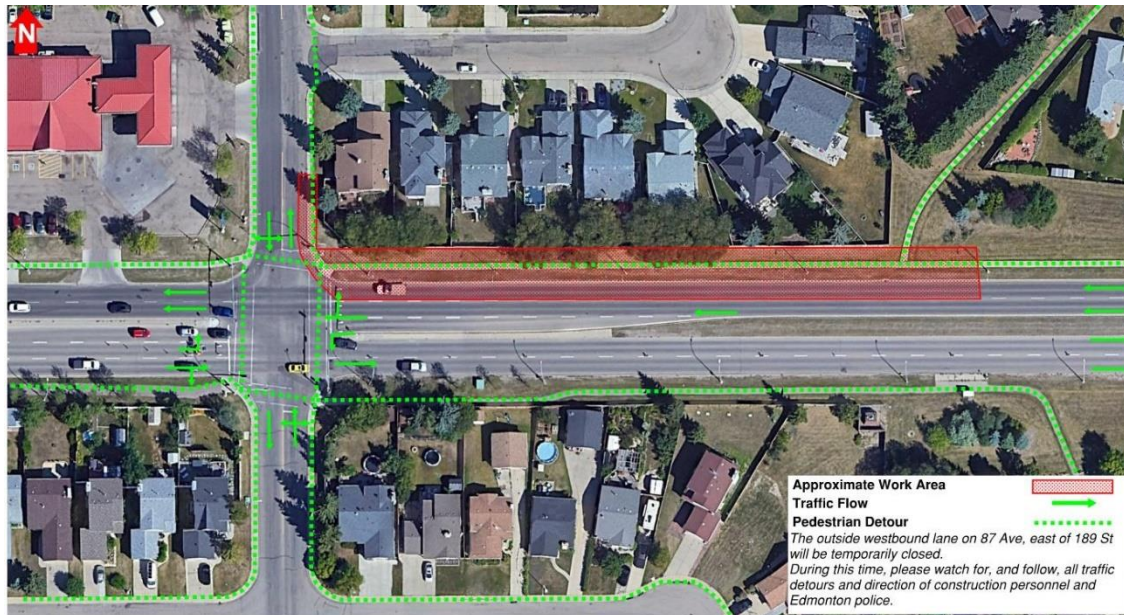 N
Approximate Work Area
Traffic Flow
Pedestrian Detour
The outside westbound lane on 87 Ave, east of 189 St
will be temporarily closed.
During this time, please watch for, and follow, all traffic
detours and direction of construction personnel and
Edmonton police.